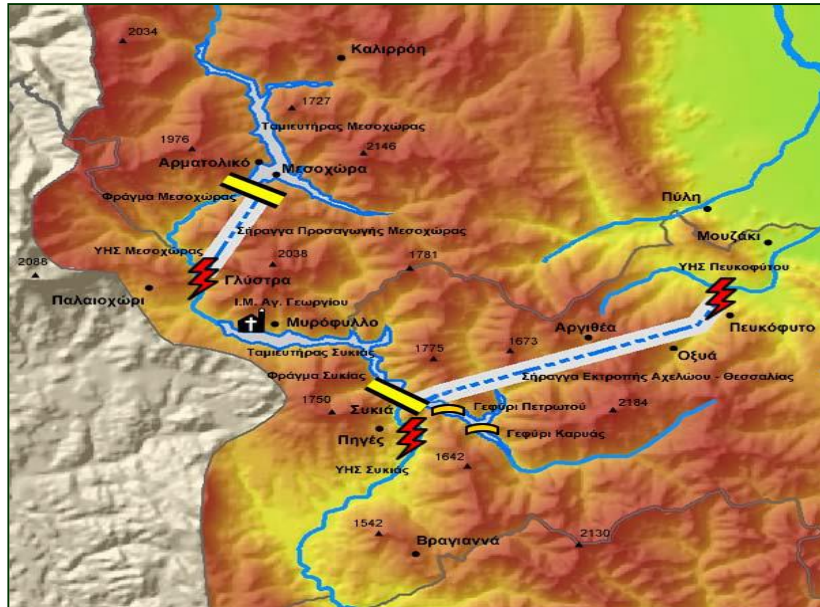 2034
Καλιρρόη
1727
Ταμιευτήρας Μεσοχώρας
1976
2146
Αρματολικό
Μεσοχώρα
Φράγμα Μεσοχώρας
Πύλη
Σήραγγα Προσαγωγής Μεσοχώρας
Μουζάκι
ΥΗΣ Μεσοχώρας
2088
2038
1781
ΥΗΣ Πευκοφύτου
Γλύστρα
Παλαιοχώρι
Ι.Μ. Αγ. Γεωργίου
Μυρόφυλλο
Πευκόφυτο
Αργιθέα
Ταμιευτήρας Συκιάς
1775
1673
Οξυά
Φράγμα Συκίας
Σήραγγα Εκτροπής Αχελώου - Θεσσαλίας
1750
Συκιά
Γεφύρι Πετρωτού
2184
Πηγές
Γεφύρι Καρυάς
ΥΗΣ Συκιάς
1642
1542
Βραγιαννά
2130